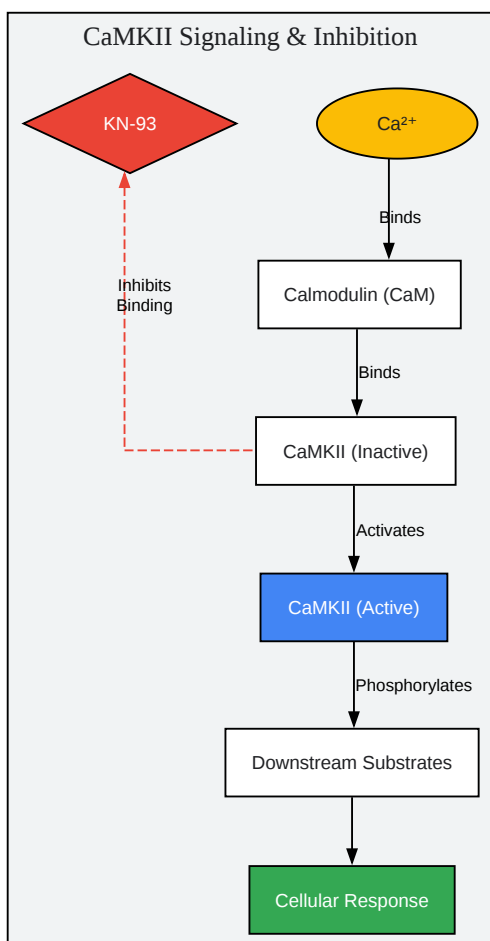 CaMKII Signaling & Inhibition
KN-93
Ca²⁺
Binds
Inhibits
Binding
Calmodulin (CaM)
Binds
CaMKII (Inactive)
Activates
CaMKII (Active)
Phosphorylates
Downstream Substrates
Cellular Response